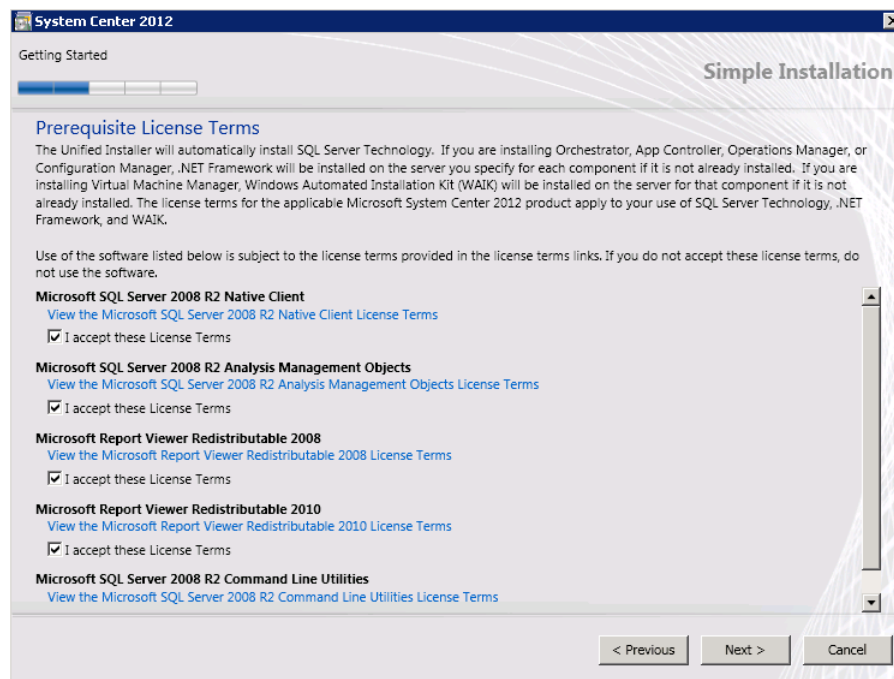 System Center 2012
Getting Started
Simple Installation
Prerequisite License Terms
The Unified Installer will automatically install SQL Server Technology. If you are installing Orchestrator, App Controller, Operations Manager, or
Configuration Manager, .NET Framework will be installed on the server you specify for each component if it is not already installed. If you are
installing Virtual Machine Manager, Windows Automated Installation Kit (WAIK) will be installed on the server for that component if it is not
already installed. The license terms for the applicable Microsoft System Center 2012 product apply to your use of SQL Server Technology, .NET
Framework, and WAIK.
Use of the software listed below is subject to the license terms provided in the license terms links. If you do not accept these license terms, do
not use the software.
Microsoft SQL Server 2008 R2 Native Client
View the Microsoft SQL Server 2008 R2 Native Client License Terms
I accept these License Terms
Microsoft SQL Server 2008 R2 Analysis Management Objects
View the Microsoft SQL Server 2008 R2 Analysis Management Objects License Terms
I accept these License Terms
Microsoft Report Viewer Redistributable 2008
View the Microsoft Report Viewer Redistributable 2008 License Terms
I accept these License Terms
Microsoft Report Viewer Redistributable 2010
View the Microsoft Report Viewer Redistributable 2010 License Terms
I accept these License Terms
Microsoft SQL Server 2008 R2 Command Line Utilities
View the Microsoft SQL Server 2008 R2 Command Line Utilities License Terms
< Previous Next > Cancel